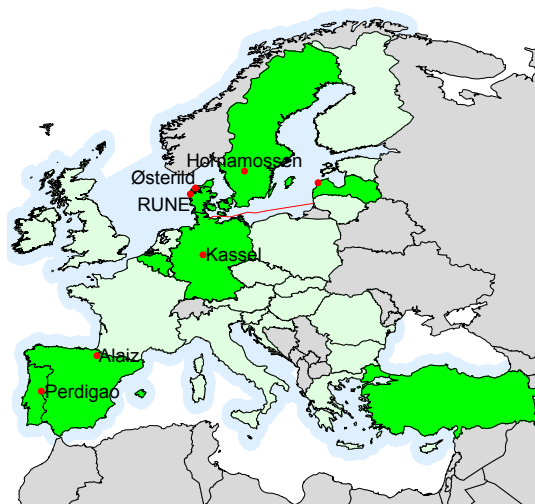 Hornamossen
Østerild
RUNE
Kassel
Alaiz
Perdigao